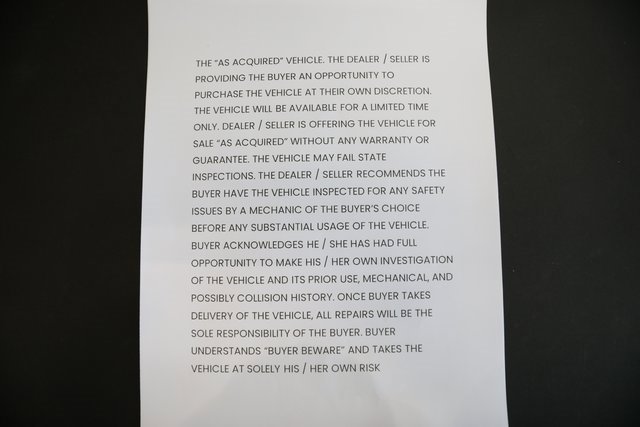 THE “AS ACQUIRED” VEHICLE. THE DEALER / SELLER IS
PROVIDING THE BUYER AN OPPORTUNITY TO
PURCHASE THE VEHICLE AT THEIR OWN DISCRETION.
THE VEHICLE WILL BE AVAILABLE FOR A LIMITED TIME
ONLY. DEALER / SELLER IS OFFERING THE VEHICLE FOR
SALE “AS ACQUIRED” WITHOUT ANY WARRANTY OR
GUARANTEE. THE VEHICLE MAY FAIL STATE
INSPECTIONS. THE DEALER / SELLER RECOMMENDS THE
BUYER HAVE THE VEHICLE INSPECTED FOR ANY SAFETY
ISSUES BY A MECHANIC OF THE BUYER’S CHOICE
BEFORE ANY SUBSTANTIAL USAGE OF THE VEHICLE.
BUYER ACKNOWLEDGES HE / SHE HAS HAD FULL
OPPORTUNITY TO MAKE HIS / HER OWN INVESTIGATION
OF THE VEHICLE AND ITS PRIOR USE, MECHANICAL, AND
POSSIBLY COLLISION HISTORY. ONCE BUYER TAKES
DELIVERY OF THE VEHICLE, ALL REPAIRS WILL BE THE
SOLE RESPONSIBILITY OF THE BUYER. BUYER
UNDERSTANDS “BUYER BEWARE” AND TAKES THE
VEHICLE AT SOLELY HIS / HER OWN RISK